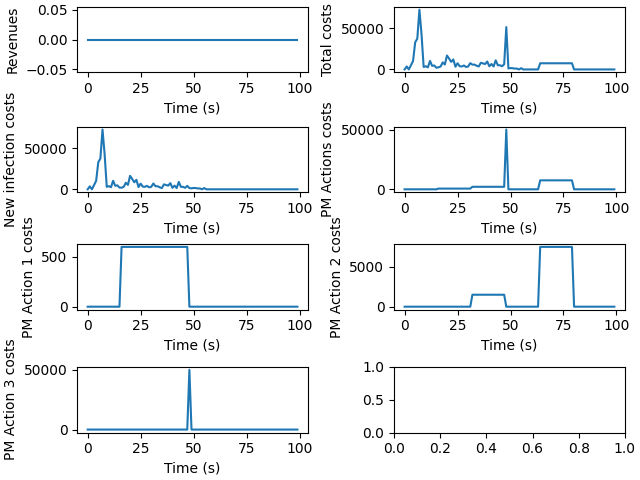 Revenues
0.05
0.00
−0.05
0 25 50 75 100
Time (s)
Total costs
50000
0
0 25 50 75 100
Time (s)
New infection costs
50000
0
0 25 50 75 100
Time (s)
PM Actions costs
50000
0
0 25 50 75 100
Time (s)
PM Action 1 costs
500
0
0 25 50 75 100
Time (s)
PM Action 2 costs
5000
0
0 25 50 75 100
Time (s)
PM Action 3 costs
50000
0
0 25 50 75 100
Time (s)
1.0
0.5
0.0
0.0 0.2 0.4 0.6 0.8 1.0